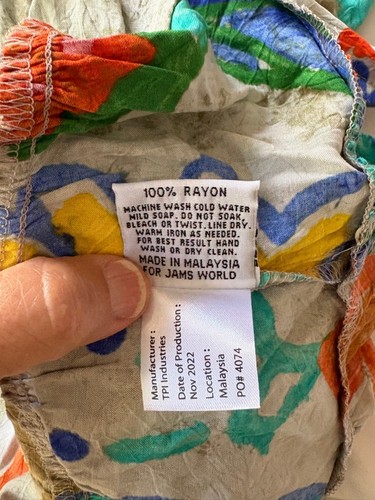 100% RAYON
MACHINE WASH COLD WATER
MILD SOAP. DO NOT SOAK,
BLEACH OR TWIST. LINE DRY.
WARM IRON AS NEEDED.
FOR BEST RESULT HAND
WASH OR DRY CLEAN.
MADE IN MALAYSIA
FOR JAMS WORLD
Manufacturer :
TPI Industries
Date of Production :
Nov 2022
Location :
Malaysia
PO# 4074